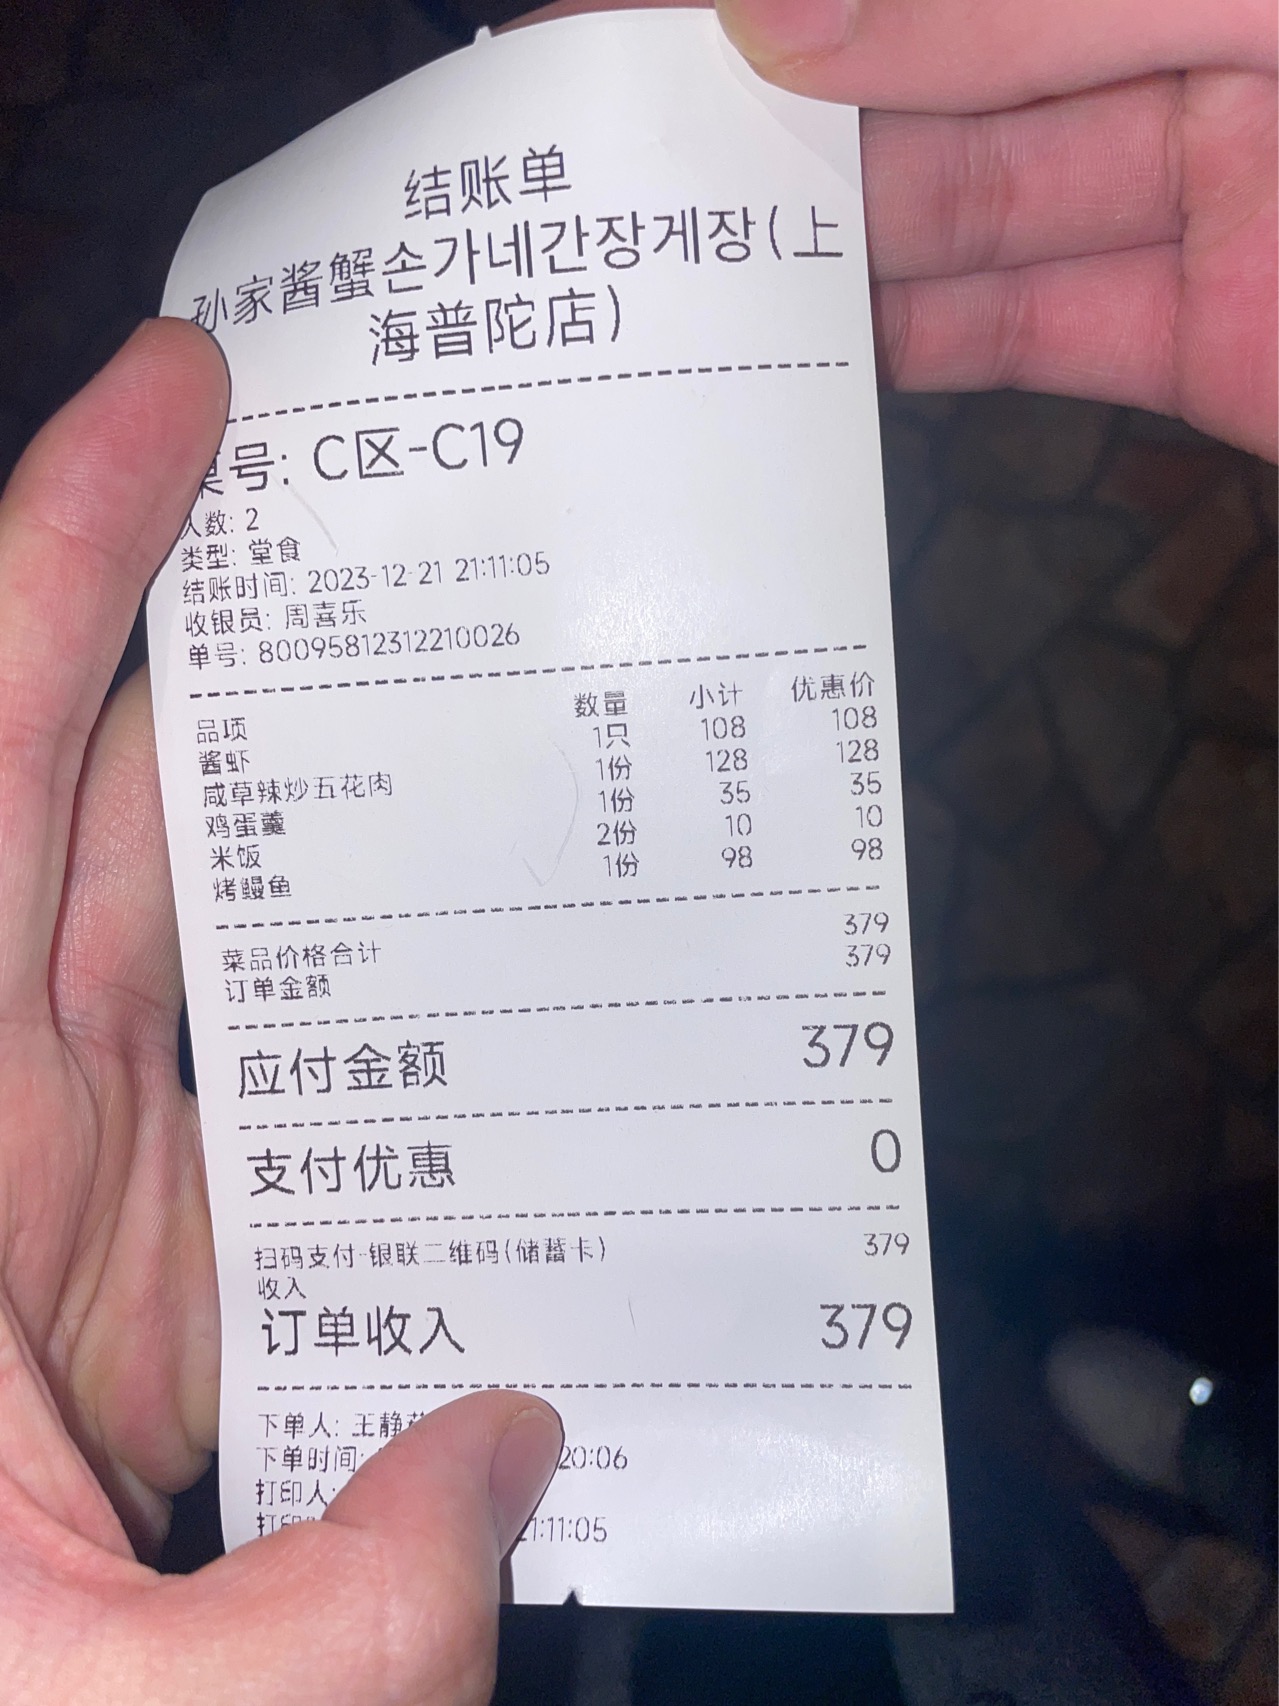 结账单
孙家酱蟹손가네간장게장(上
海普陀店)
桌号: C区-C19
人数: 2
类型: 堂食
结账时间: 2023-12-21 21:11:05
收银员: 周喜乐
单号: 80095812312210026
品项 数量 小计 优惠价
酱虾 1只 108 108
咸草辣炒五花肉 1份 128 128
鸡蛋羹 1份 35 35
米饭 2份 10 10
烤鳗鱼 1份 98 98
菜品价格合计 379
订单金额 379
应付金额 379
支付优惠 0
扫码支付-银联二维码(储蓄卡) 379
收入
订单收入 379
下单人: 王静
下单时间: 20:06
打印人:
打印 21:11:05